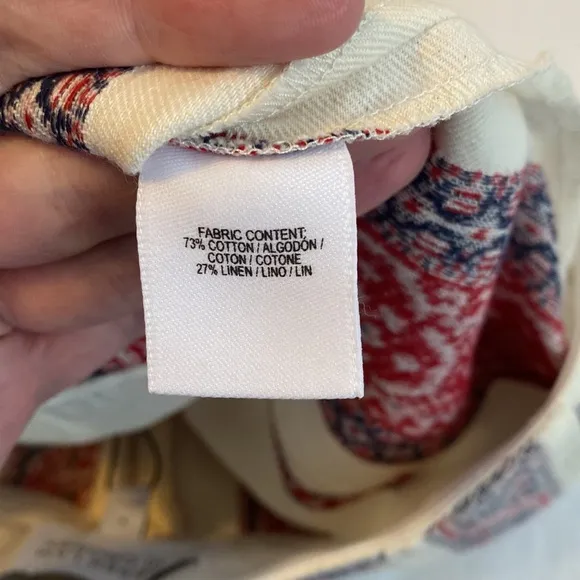 FABRIC CONTENT;
73% COTTON / ALGODÓN /
COTON / COTONE
27% LINEN / LINO / LIN